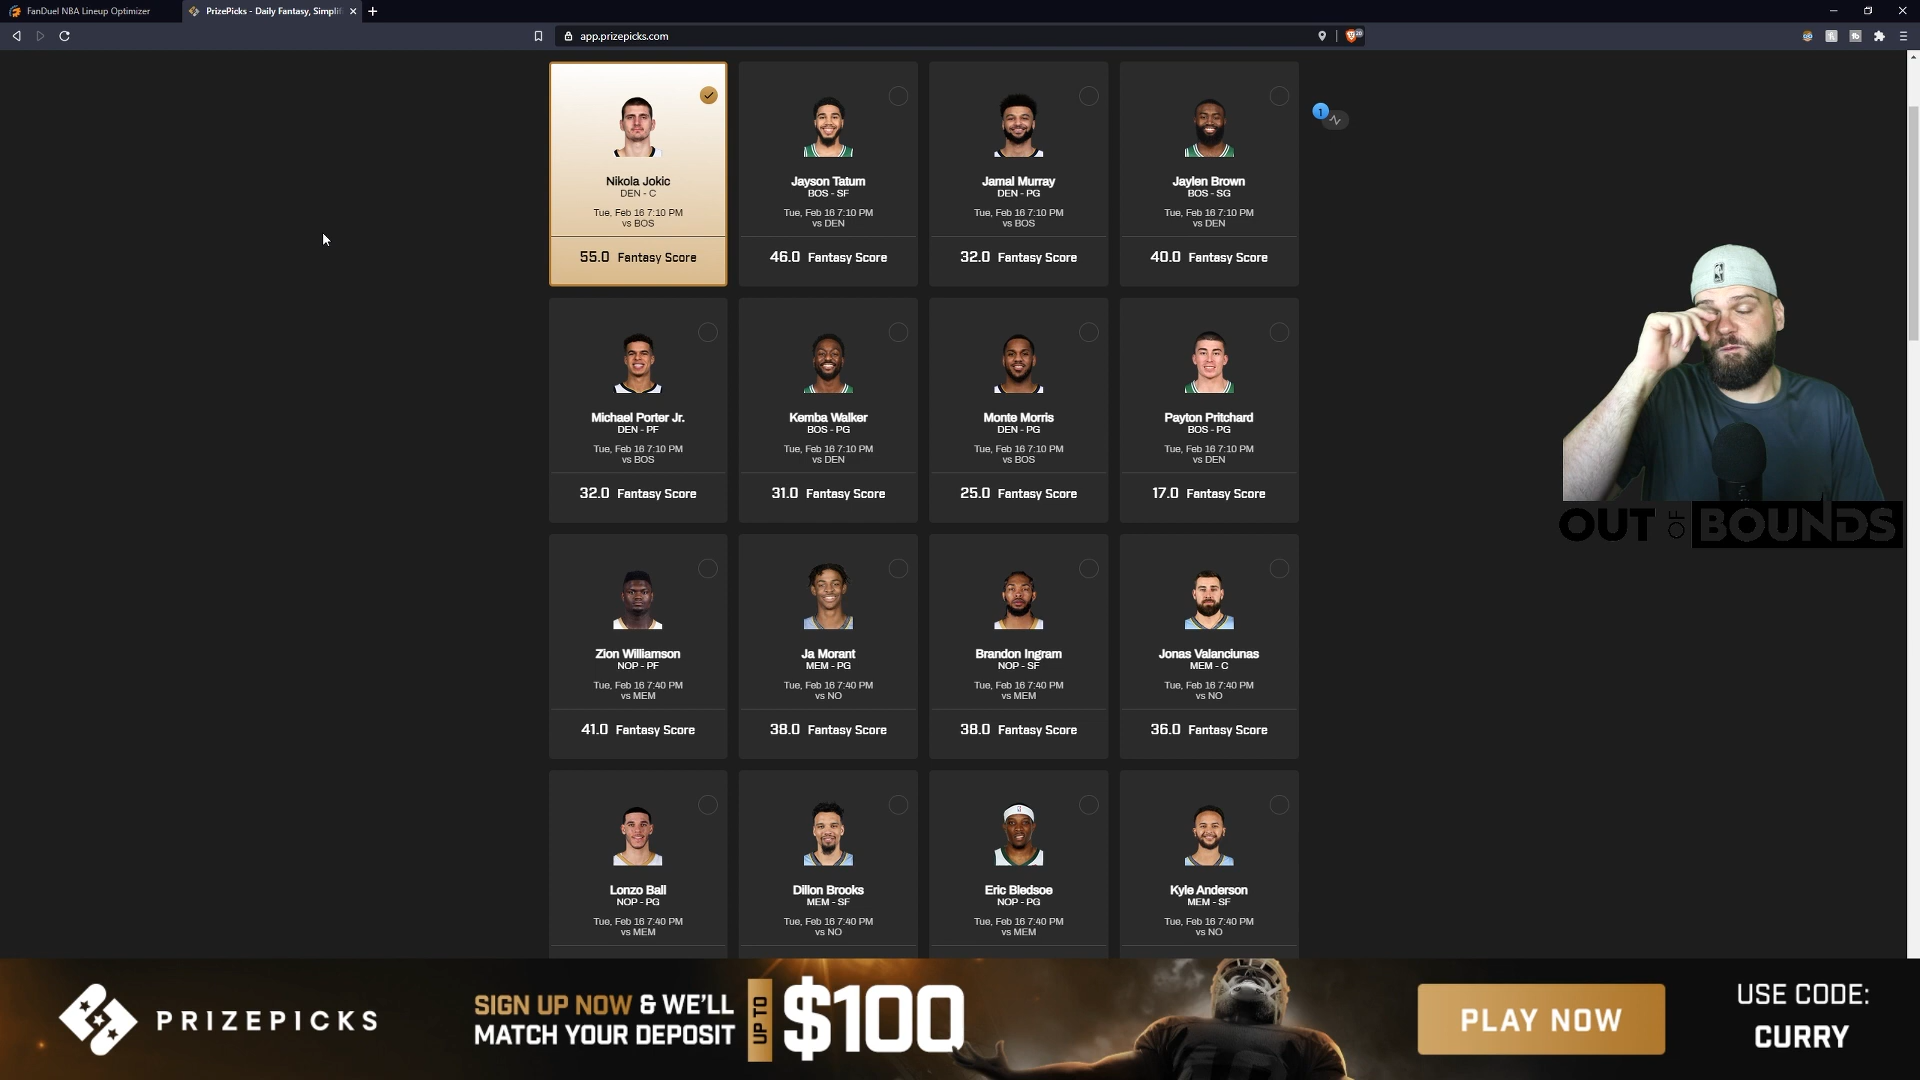 FanDuel NBA Lineup Optimizer
PrizePicks - Daily Fantasy, Simpli
app.prizepicks.com
Nikola Jokic
DEN - C
Tue, Feb 16 7:10 PM
vs BOS
55.0 Fantasy Score
Jayson Tatum
BOS - SF
Tue, Feb 16 7:10 PM
vs DEN
46.0 Fantasy Score
Jamal Murray
DEN - PG
Tue, Feb 16 7:10 PM
vs BOS
32.0 Fantasy Score
Jaylen Brown
BOS - SG
Tue, Feb 16 7:10 PM
vs DEN
40.0 Fantasy Score
1
Michael Porter Jr.
DEN - PF
Tue, Feb 16 7:10 PM
vs BOS
32.0 Fantasy Score
Kemba Walker
BOS - PG
Tue, Feb 16 7:10 PM
vs DEN
31.0 Fantasy Score
Monte Morris
DEN - PG
Tue, Feb 16 7:10 PM
vs BOS
25.0 Fantasy Score
Payton Pritchard
BOS - PG
Tue, Feb 16 7:10 PM
vs DEN
17.0 Fantasy Score
OUT OF BOUNDS
Zion Williamson
NOP - PF
Tue, Feb 16 7:40 PM
vs MEM
41.0 Fantasy Score
Ja Morant
MEM - PG
Tue, Feb 16 7:40 PM
vs NO
38.0 Fantasy Score
Brandon Ingram
NOP - SF
Tue, Feb 16 7:40 PM
vs MEM
38.0 Fantasy Score
Jonas Valanciunas
MEM - C
Tue, Feb 16 7:40 PM
vs NO
36.0 Fantasy Score
Lonzo Ball
NOP - PG
Tue, Feb 16 7:40 PM
vs MEM
Dillon Brooks
MEM - SF
Tue, Feb 16 7:40 PM
vs NO
Eric Bledsoe
NOP - PG
Tue, Feb 16 7:40 PM
vs MEM
Kyle Anderson
MEM - SF
Tue, Feb 16 7:40 PM
vs NO
PRIZEPICKS
SIGN UP NOW & WE'LL
MATCH YOUR DEPOSIT
UP TO
$100
PLAY NOW
USE CODE:
CURRY